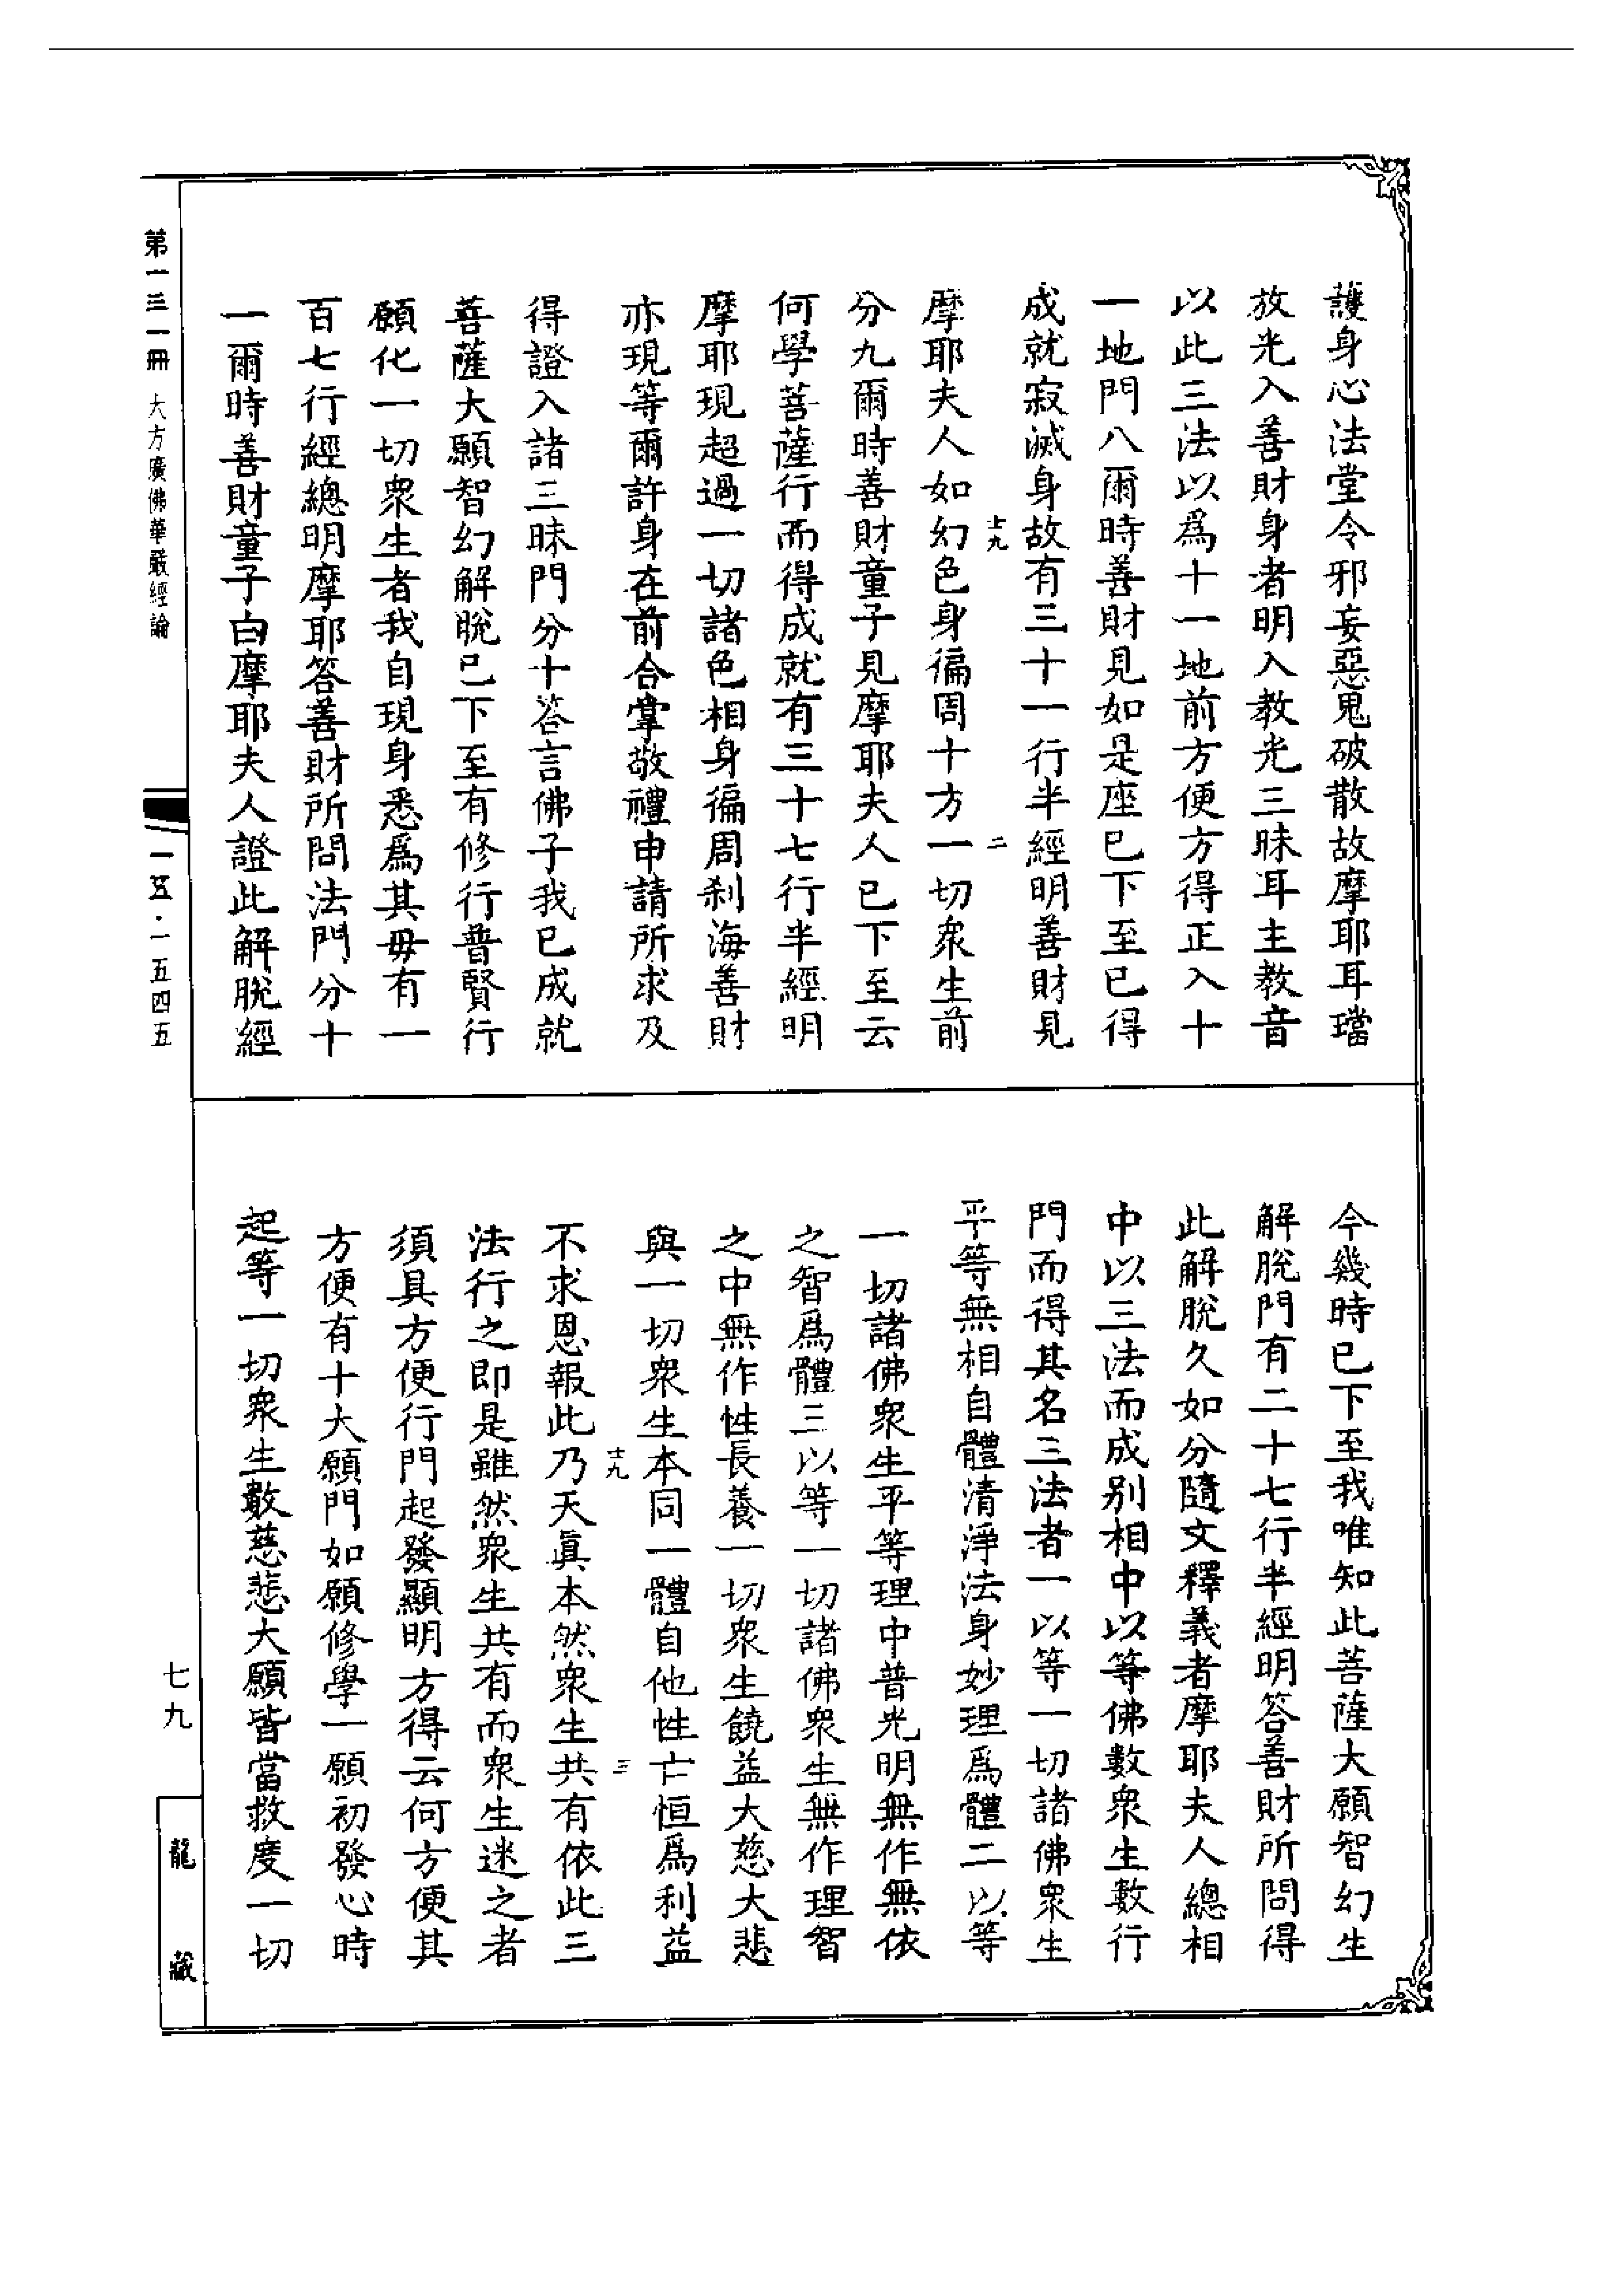 護身心法堂令邪妄惡鬼破散故摩耶耳璫
放光入善財身者明入教光三昧耳主教音
以此三法以爲十一地前方便方得正入十
一地門八爾時善財見如是座已下至已得
成就寂滅身故有三十一行半經明善財見
摩耶夫人如幻色身徧周十方一切衆生前
分九爾時善財童子見摩耶夫人已下至云
何學菩薩行而得成就有三十七行半經明
摩耶現超過一切諸色相身徧周刹海善財
亦現等爾許身在前合掌敬禮申請所求及
得證入諸三昧門分十答言佛子我已成就
菩薩大願智幻解脫已下至有修行普賢行
願化一切衆生者我自現身悉爲其毋有一
百七行經總明摩耶答善財所問法門分十
一爾時善財童子白摩耶夫人證此解脫經
十九
二
今幾時已下至我唯知此菩薩大願智幻生
解脫門有二十七行半經明答善財所問得
此解脫久如分隨文釋義者摩耶夫人總相
中以三法而成别相中以等佛數衆生數行
門而得其名三法者一以等一切諸佛衆生
平等無相自體清淨法身妙理爲體二以等
一切諸佛衆生平等理中普光明無作無依
之智爲體三以等一切諸佛衆生無作理智
之中無作性長養一切衆生饒益大慈大悲
與一切衆生本同一體自他性亡恒爲利益
不求恩報此乃天眞本然衆生共有依此三
法行之即是雖然衆生共有而衆生迷之者
須具方便行門起發顯明方得云何方便其
方便有十大願門如願修學一願初發心時
起等一切衆生數慈悲大願皆當救度一切
十九
三
第一三一冊 大方廣佛華嚴經論
一五·一五四五
七九
龍藏